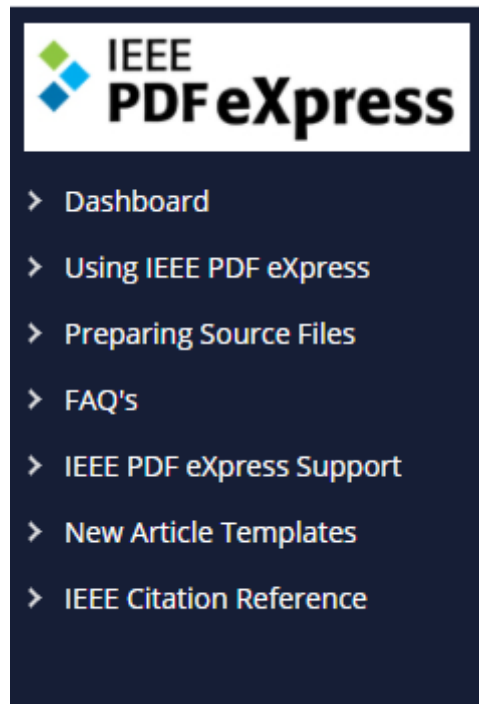 IEEE
PDF eXpress
Dashboard
Using IEEE PDF eXpress
Preparing Source Files
FAQ's
IEEE PDF eXpress Support
New Article Templates
IEEE Citation Reference